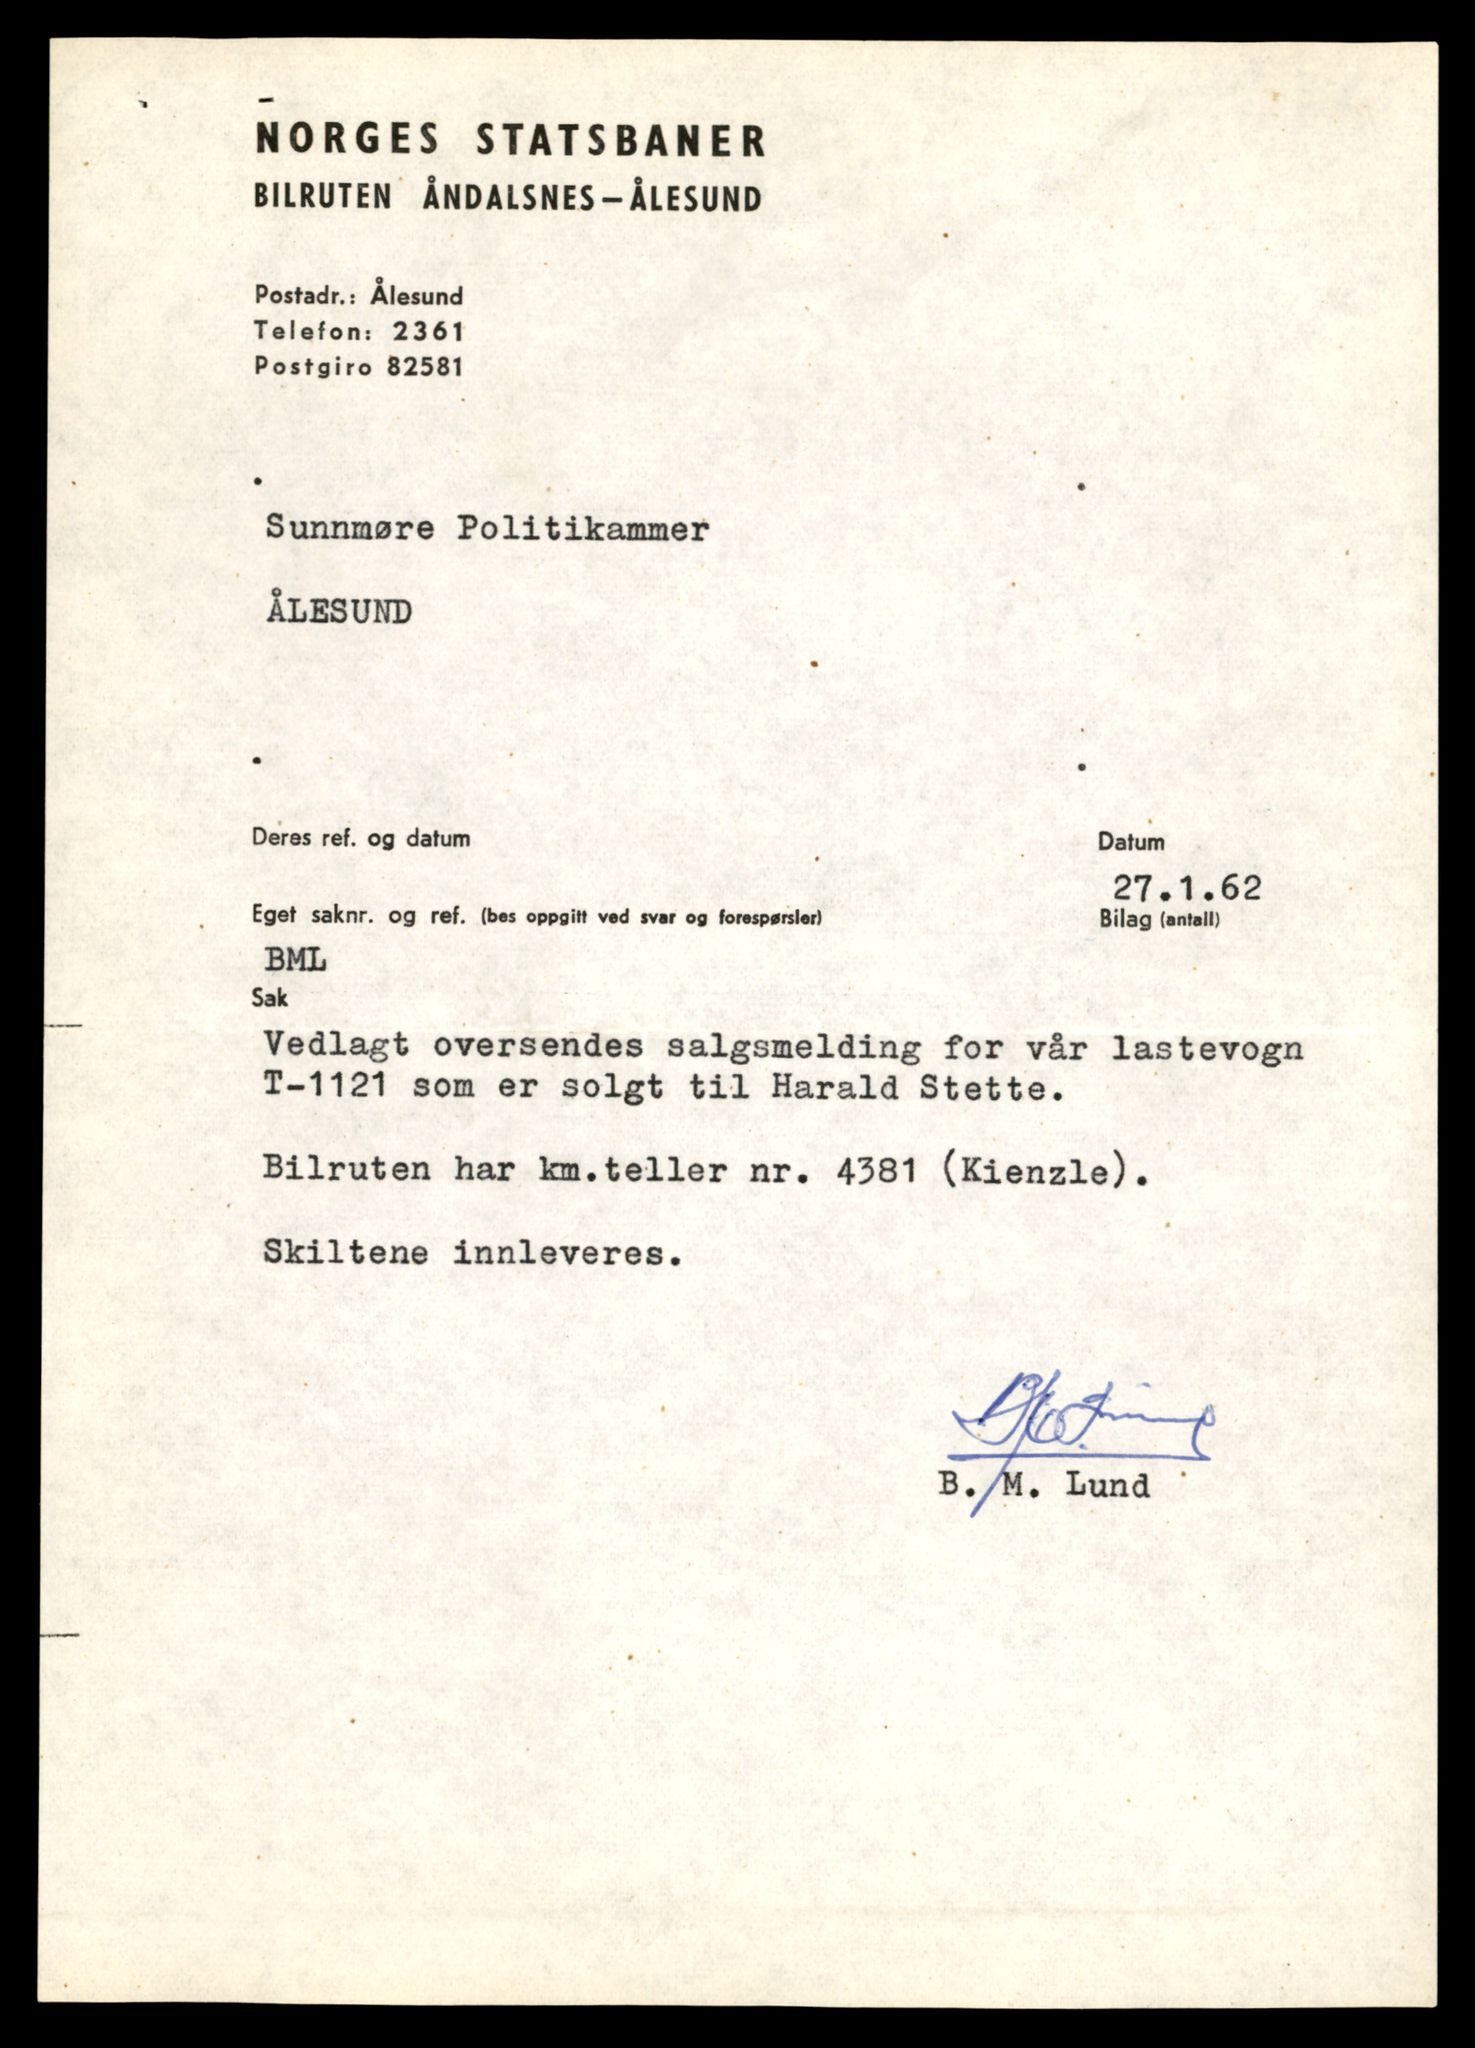 NORGES STATSBANER
BILRUTEN ÅNDALSNES–ÅLESUND
Postadr.: Ålesund
Telefon: 2361
Postgiro 82581
Sunnmøre Politikammer
ÅLESUND
Deres ref. og datum
Datum
27.1.62
Eget saknr. og ref. (bes oppgitt ved svar og forespørsler)
Bilag (antall)
BML
Sak
Vedlagt oversendes salgsmelding for vår lastevogn
T-1121 som er solgt til Harald Stette.
Bilruten har km.teller nr. 4381 (Kienzle).
Skiltene innleveres.
B. M. Lund